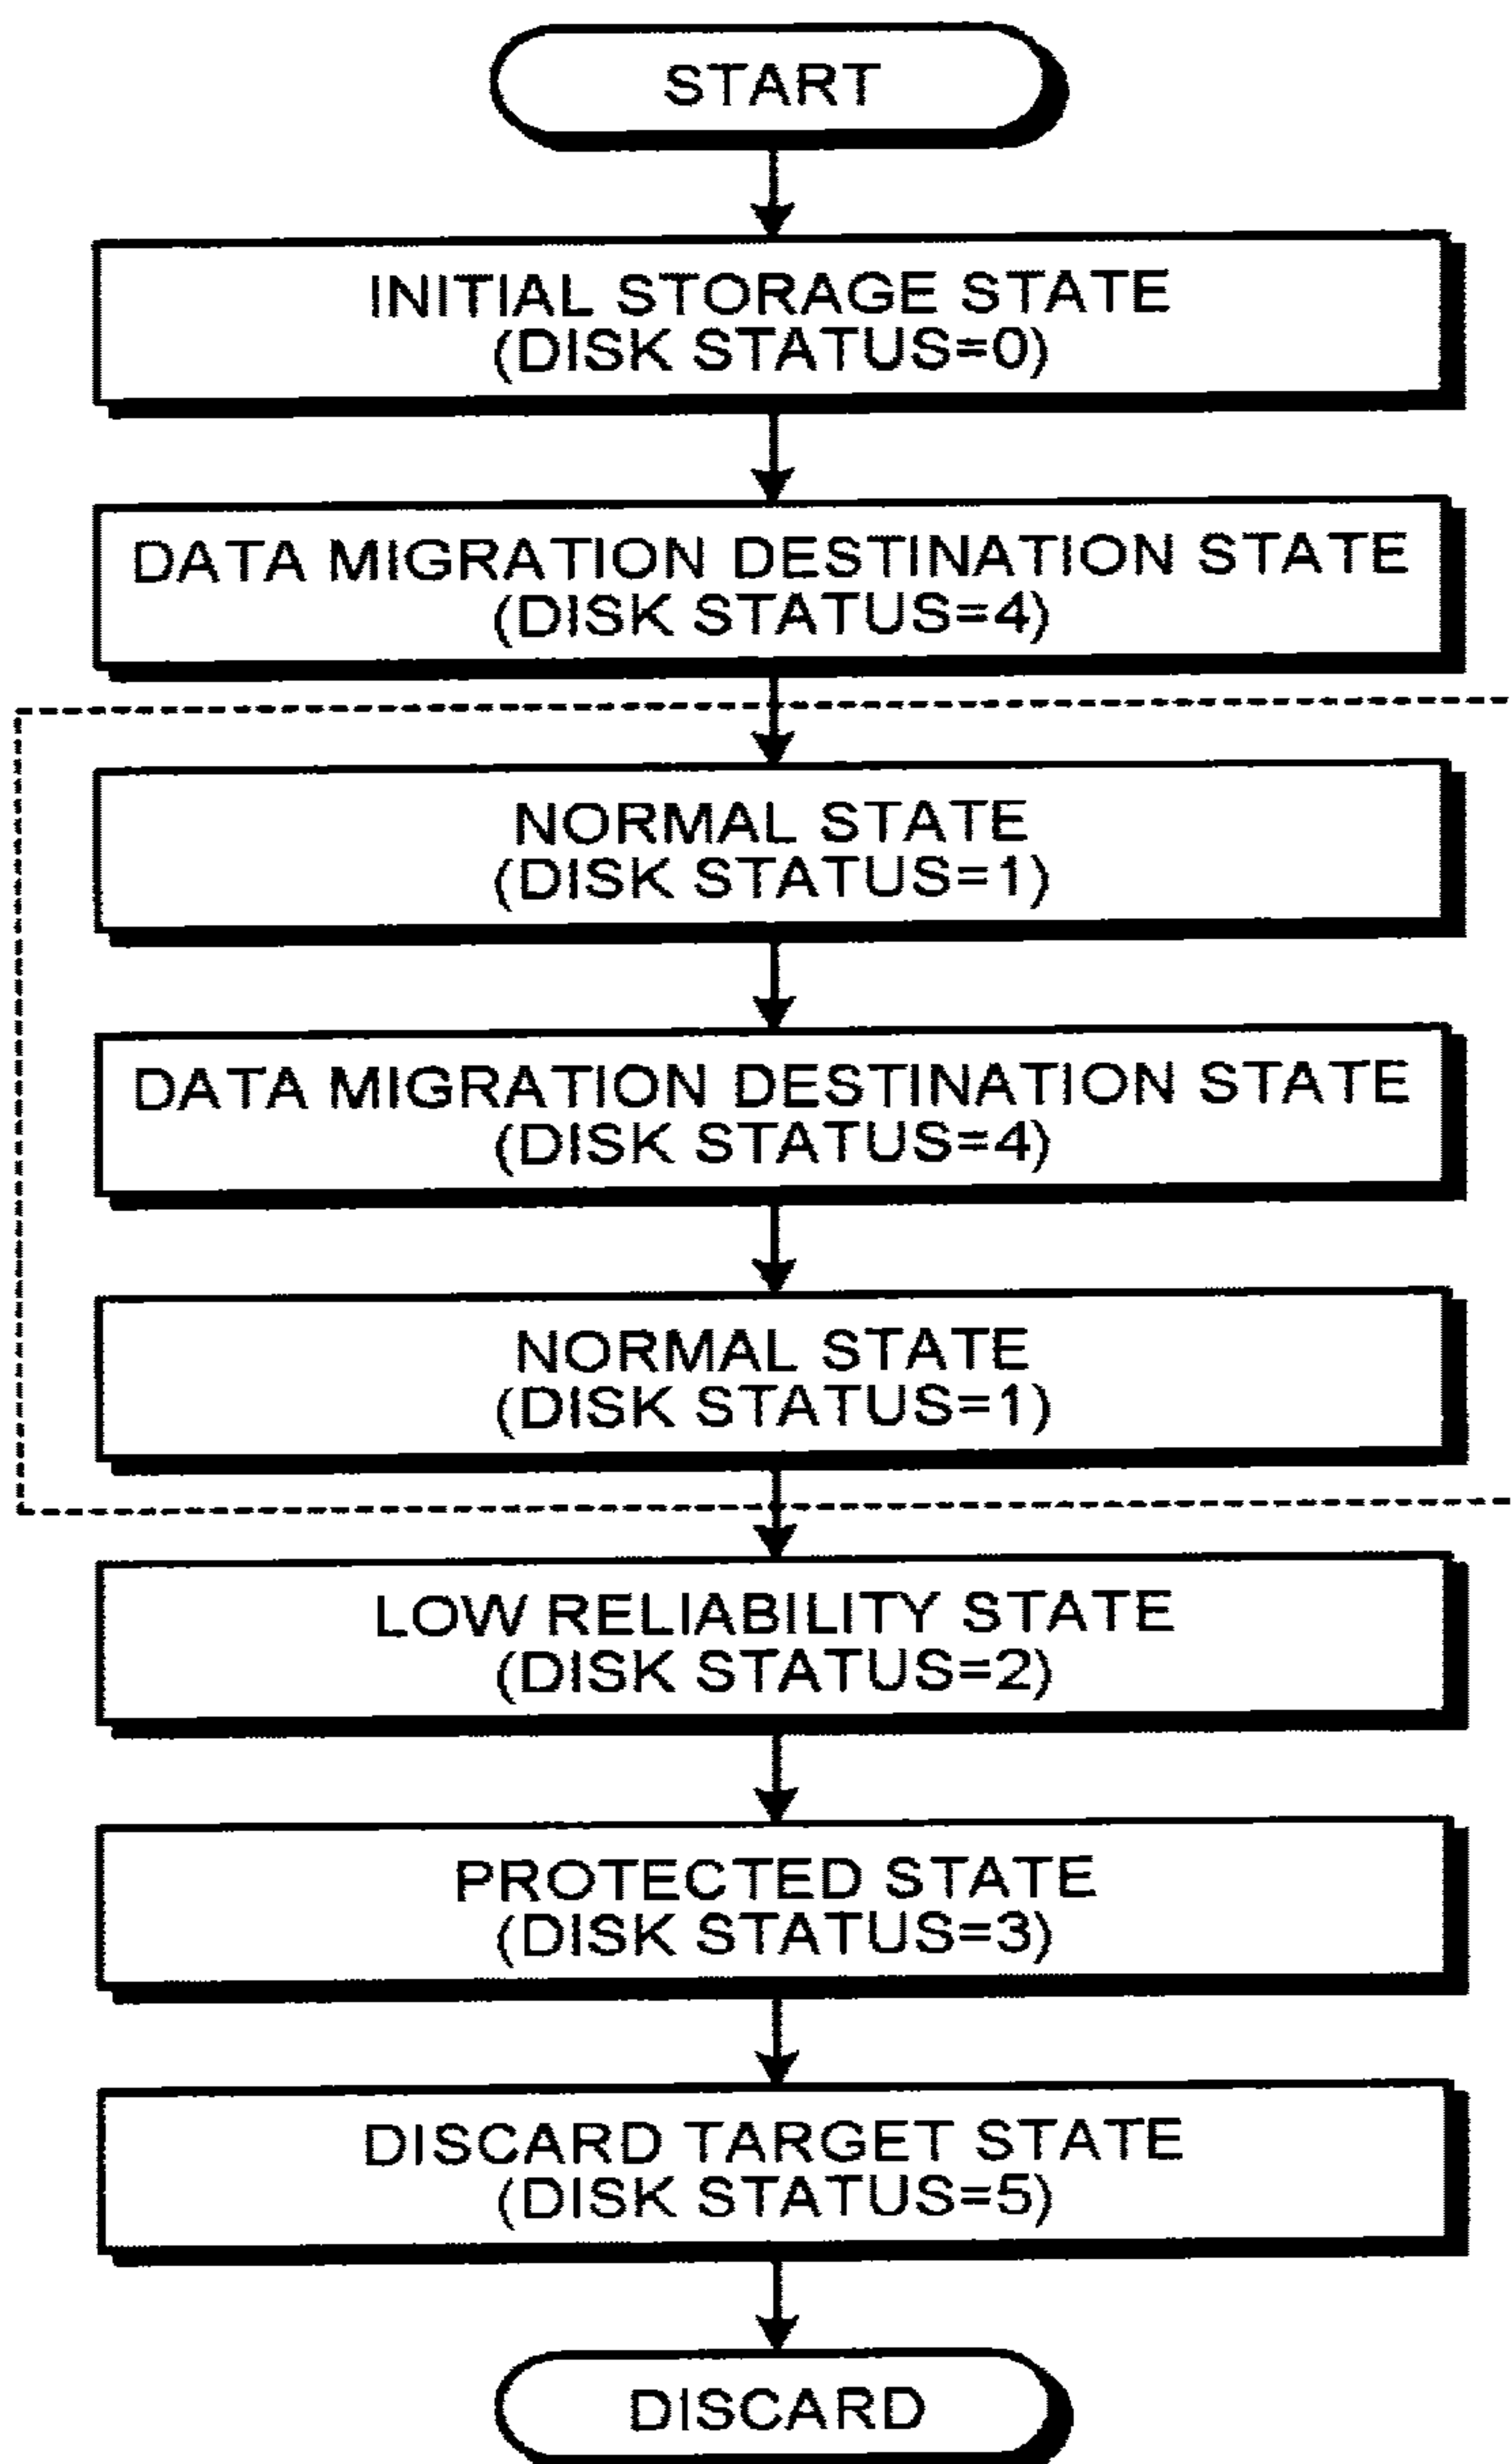 START
INITIAL STORAGE STATE
(DISK STATUS=0)
DATA MIGRATION DESTINATION STATE
(DISK STATUS=4)
NORMAL STATE
(DISK STATUS=1)
DATA MIGRATION DESTINATION STATE
(DISK STATUS=4)
NORMAL STATE
(DISK STATUS=1)
LOW RELIABILITY STATE
(DISK STATUS=2)
PROTECTED STATE
(DISK STATUS=3)
DISCARD TARGET STATE
(DISK STATUS=5)
DISCARD